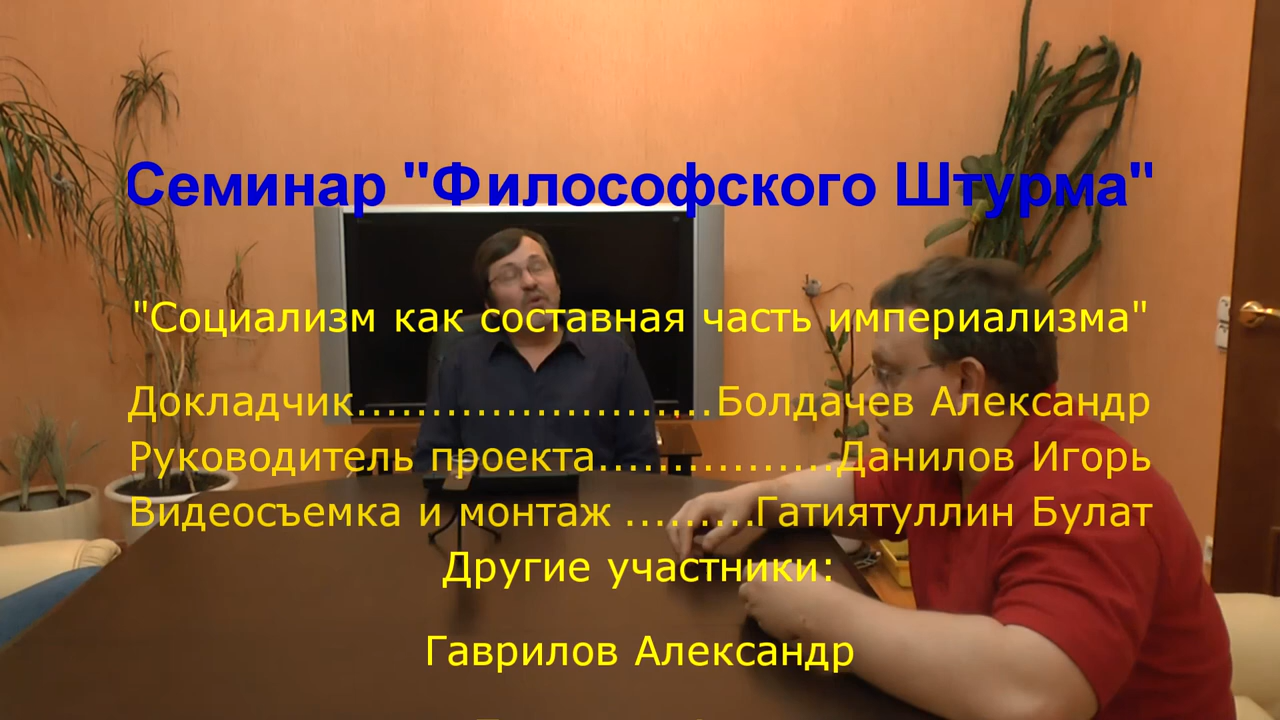 Семинар "Философского Штурма"
"Социализм как составная часть империализма"
Докладчик........................Болдачев Александр
Руководитель проекта................Данилов Игорь
Видеосъемка и монтаж .........Гатиятуллин Булат
Другие участники:
Гаврилов Александр